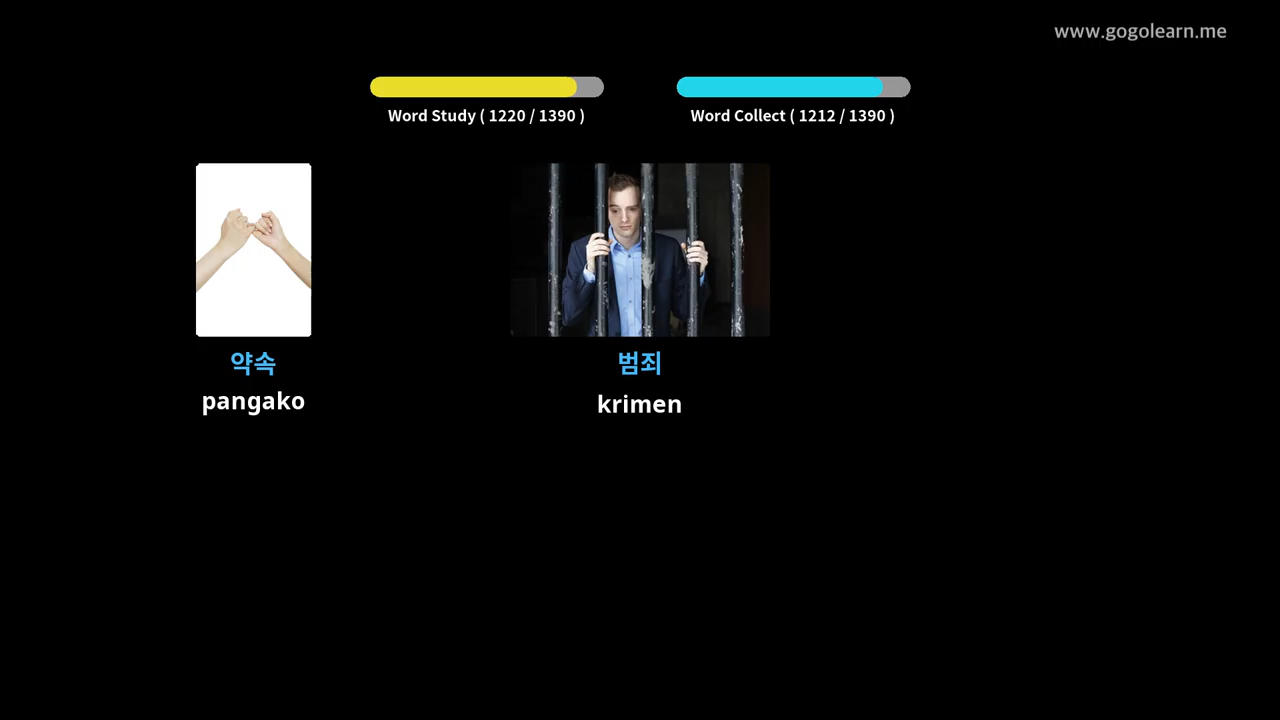 www.gogolearn.me
Word Study ( 1220 / 1390 )
Word Collect ( 1212 / 1390 )
약속
pangako
범죄
krimen